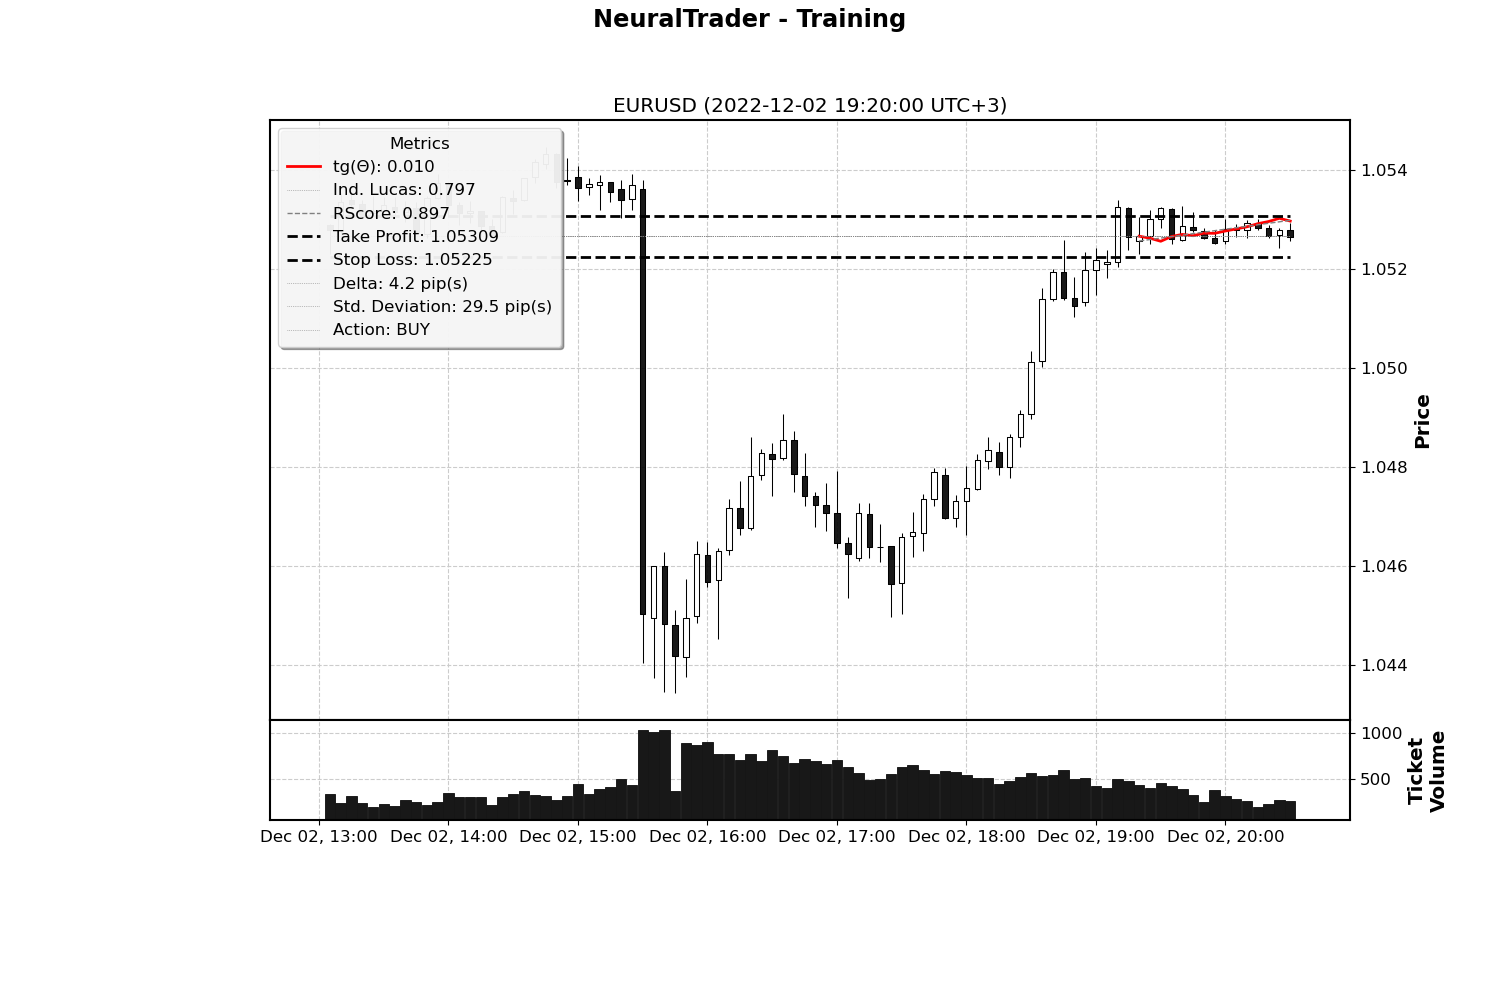 NeuralTrader - Training
EURUSD (2022-12-02 19:20:00 UTC+3)
Metrics
tg(Θ): 0.010
Ind. Lucas: 0.797
RScore: 0.897
Take Profit: 1.05309
Stop Loss: 1.05225
Delta: 4.2 pip(s)
Std. Deviation: 29.5 pip(s)
Action: BUY
1.054
1.052
1.050
1.048
1.046
1.044
Price
1000
500
Ticket
Volume
Dec 02, 13:00
Dec 02, 14:00
Dec 02, 15:00
Dec 02, 16:00
Dec 02, 17:00
Dec 02, 18:00
Dec 02, 19:00
Dec 02, 20:00